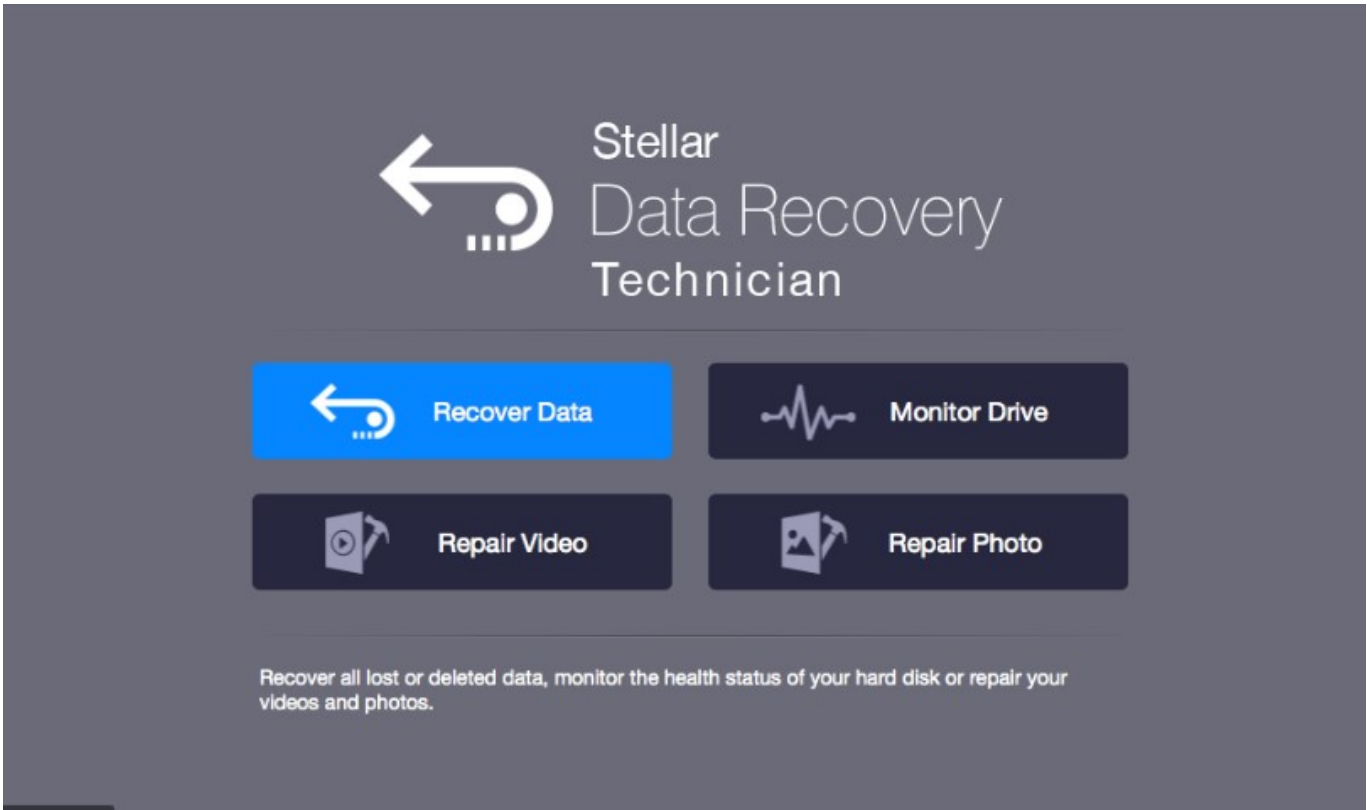 Stellar
Data Recovery
Technician
Recover Data
Monitor Drive
Repair Video
Repair Photo
Recover all lost or deleted data, monitor the health status of your hard disk or repair your
videos and photos.